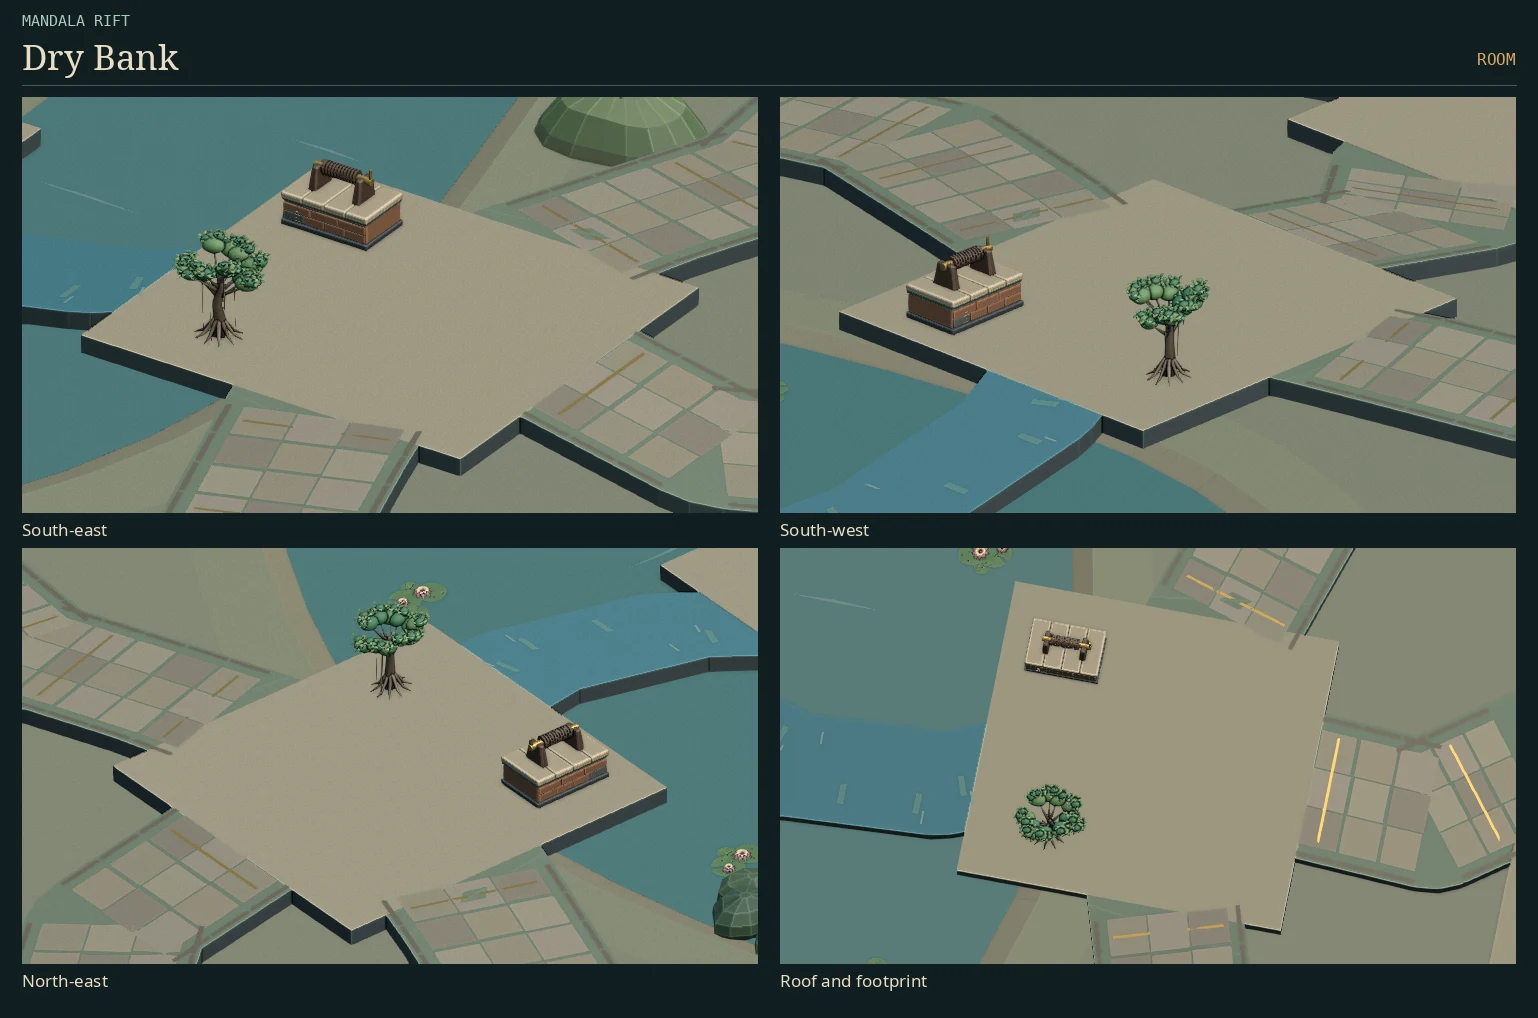 MANDALA RIFT
Dry Bank
ROOM
South-east
South-west
North-east
Roof and footprint